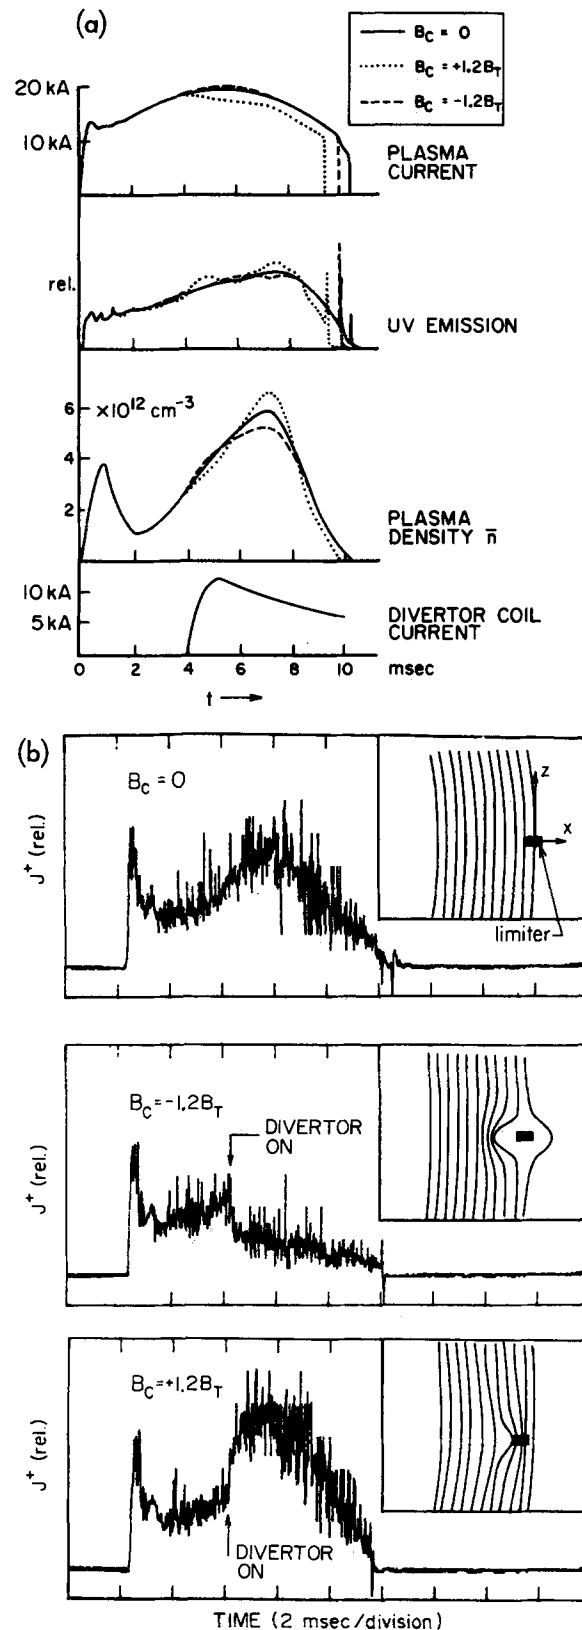 (a)
B_C = 0
B_C = +1.2B_T
B_C = -1.2B_T
20 kA
10 kA
PLASMA
CURRENT
rel.
UV EMISSION
×10^12 cm^-3
6
4
2
PLASMA
DENSITY n̄
10 kA
5 kA
DIVERTOR COIL
CURRENT
0 2 4 6 8 10 msec
t →
(b)
B_C = 0
J^+ (rel.)
z
x
limiter
B_C = -1.2B_T
DIVERTOR
ON
J^+ (rel.)
B_C = +1.2B_T
J^+ (rel.)
DIVERTOR
ON
TIME (2 msec/division)